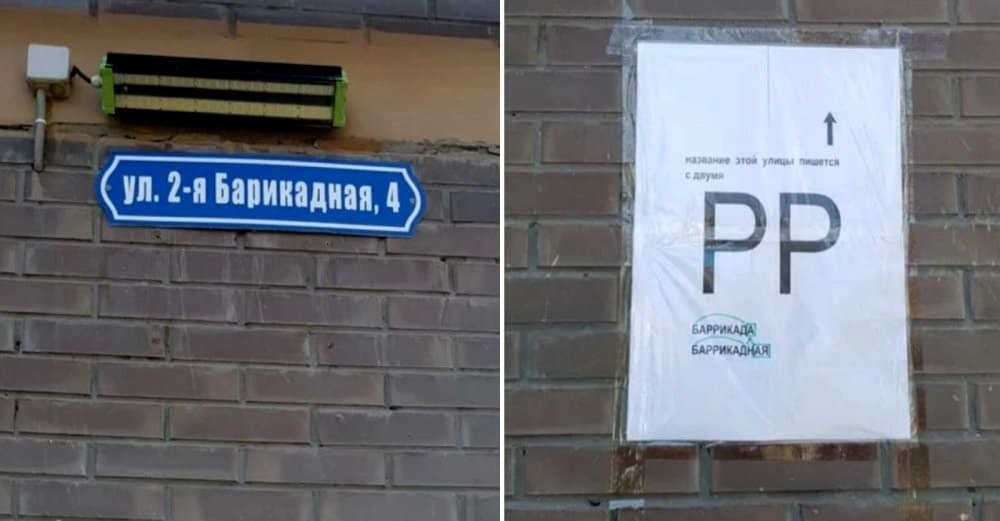 ул. 2-я Барикадная, 4
название этой улицы пишется
с двумя
РР
БАРРИКАДА
БАРРИКАДНАЯ